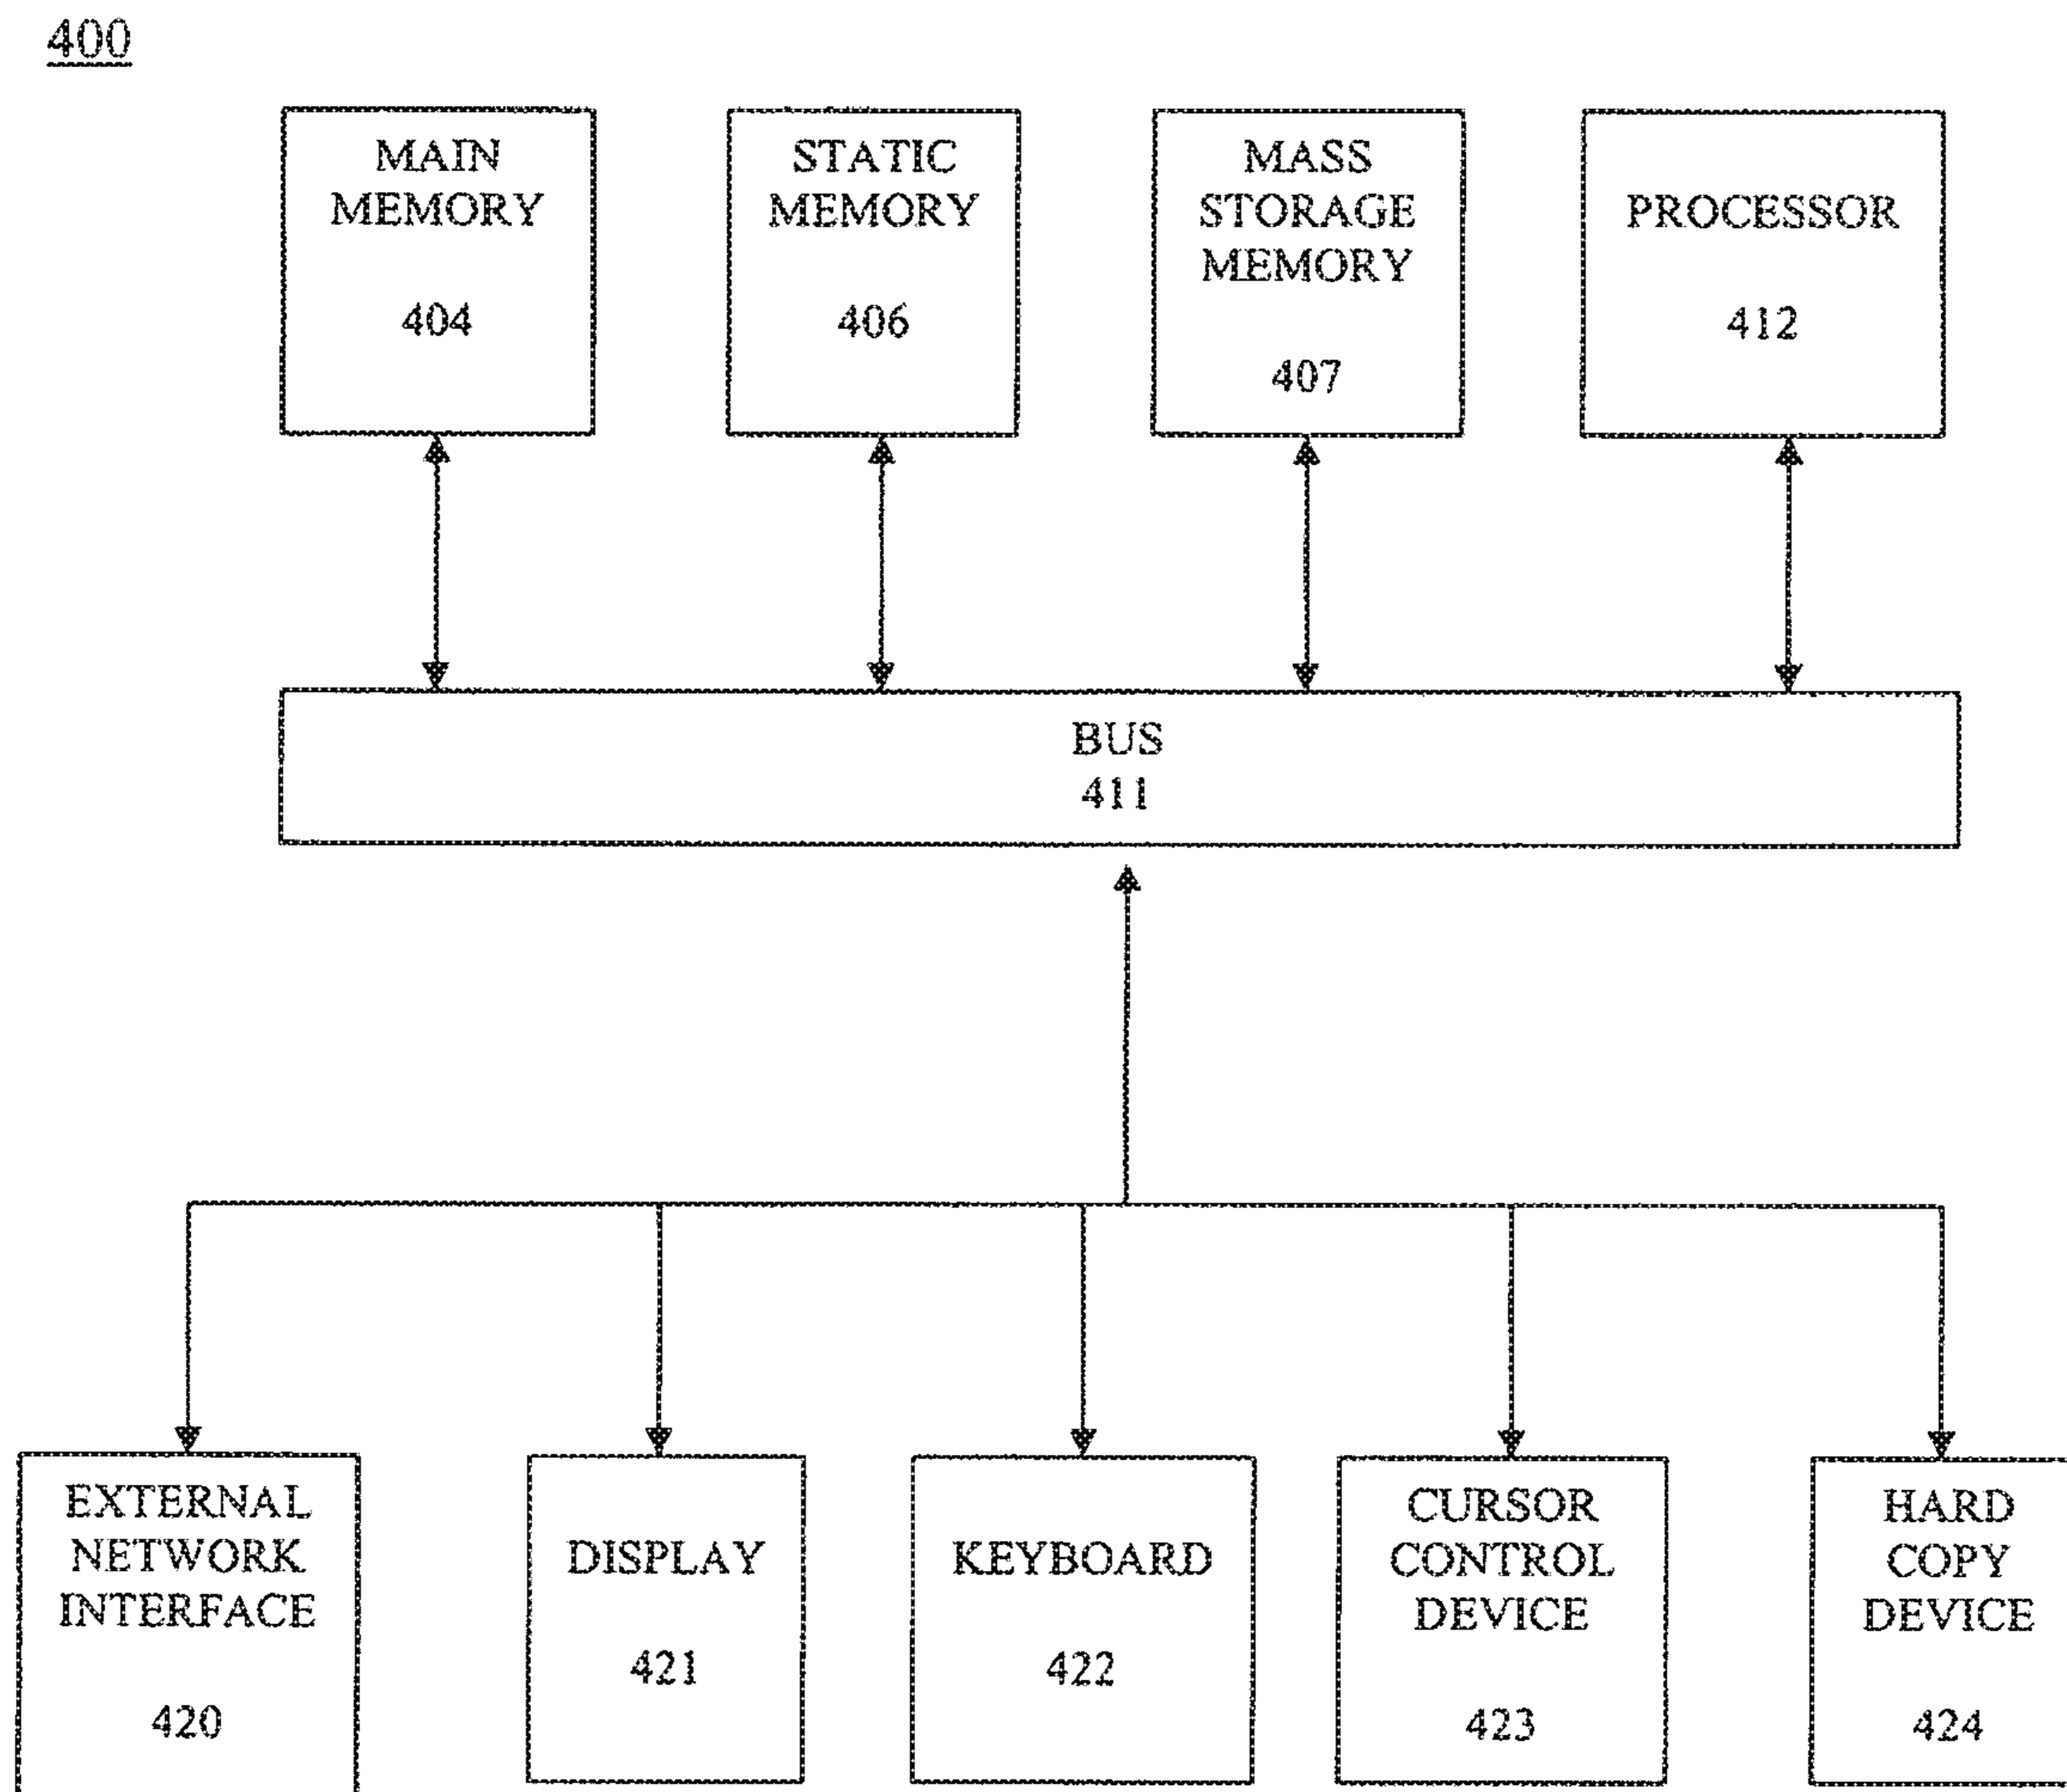 400
MAIN
MEMORY
404
STATIC
MEMORY
406
MASS
STORAGE
MEMORY
407
PROCESSOR
412
BUS
411
EXTERNAL
NETWORK
INTERFACE
420
DISPLAY
421
KEYBOARD
422
CURSOR
CONTROL
DEVICE
423
HARD
COPY
DEVICE
424